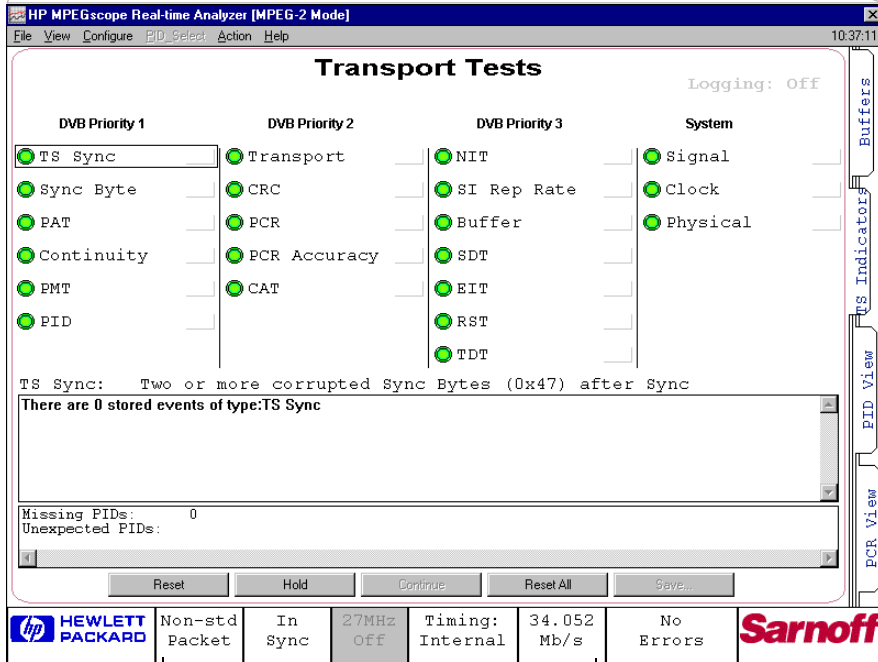 HP MPEGscope Real-time Analyzer [MPEG-2 Mode]
File View Configure PID_Select Action Help 10:37:11
Transport Tests
Logging: Off
DVB Priority 1 DVB Priority 2 DVB Priority 3 System
TS Sync Transport NIT Signal
Sync Byte CRC SI Rep Rate Clock
PAT PCR Buffer Physical
Continuity PCR Accuracy SDT
PMT CAT EIT
PID RST
TDT
TS Sync: Two or more corrupted Sync Bytes (0x47) after Sync
There are 0 stored events of type:TS Sync
Missing PIDs: 0
Unexpected PIDs:
Reset Hold Continue Reset All Save...
Buffers
TS Indicators
PID View
PCR View
hp HEWLETT PACKARD
Non-std Packet
In Sync
27MHz Off
Timing: Internal
34.052 Mb/s
No Errors
Sarnoff